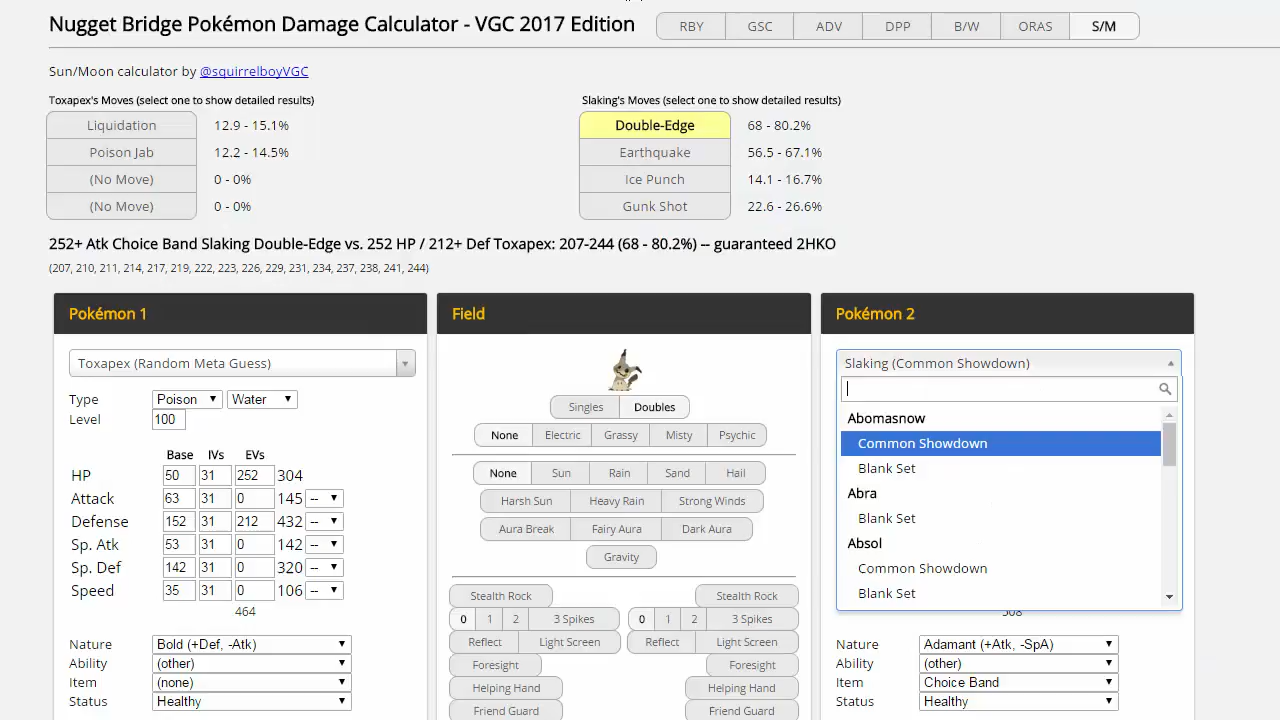 Nugget Bridge Pokémon Damage Calculator - VGC 2017 Edition
RBY GSC ADV DPP B/W ORAS S/M
Sun/Moon calculator by @squirrelboyVGC
Toxapex's Moves (select one to show detailed results)
Liquidation 12.9 - 15.1%
Poison Jab 12.2 - 14.5%
(No Move) 0 - 0%
(No Move) 0 - 0%
Slaking's Moves (select one to show detailed results)
Double-Edge 68 - 80.2%
Earthquake 56.5 - 67.1%
Ice Punch 14.1 - 16.7%
Gunk Shot 22.6 - 26.6%
252+ Atk Choice Band Slaking Double-Edge vs. 252 HP / 212+ Def Toxapex: 207-244 (68 - 80.2%) -- guaranteed 2HKO
(207, 210, 211, 214, 217, 219, 222, 223, 226, 229, 231, 234, 237, 238, 241, 244)
Pokémon 1
Toxapex (Random Meta Guess)
Type Poison Water
Level 100
Base IVs EVs
HP 50 31 252 304
Attack 63 31 0 145 --
Defense 152 31 212 432 --
Sp. Atk 53 31 0 142 --
Sp. Def 142 31 0 320 --
Speed 35 31 0 106 --
464
Nature Bold (+Def, -Atk)
Ability (other)
Item (none)
Status Healthy
Field
Singles Doubles
None Electric Grassy Misty Psychic
None Sun Rain Sand Hail
Harsh Sun Heavy Rain Strong Winds
Aura Break Fairy Aura Dark Aura
Gravity
Stealth Rock Stealth Rock
0 1 2 3 Spikes 0 1 2 3 Spikes
Reflect Light Screen Reflect Light Screen
Foresight Foresight
Helping Hand Helping Hand
Friend Guard Friend Guard
Pokémon 2
Slaking (Common Showdown)
Abomasnow
Common Showdown
Blank Set
Abra
Blank Set
Absol
Common Showdown
Blank Set
Nature Adamant (+Atk, -SpA)
Ability (other)
Item Choice Band
Status Healthy